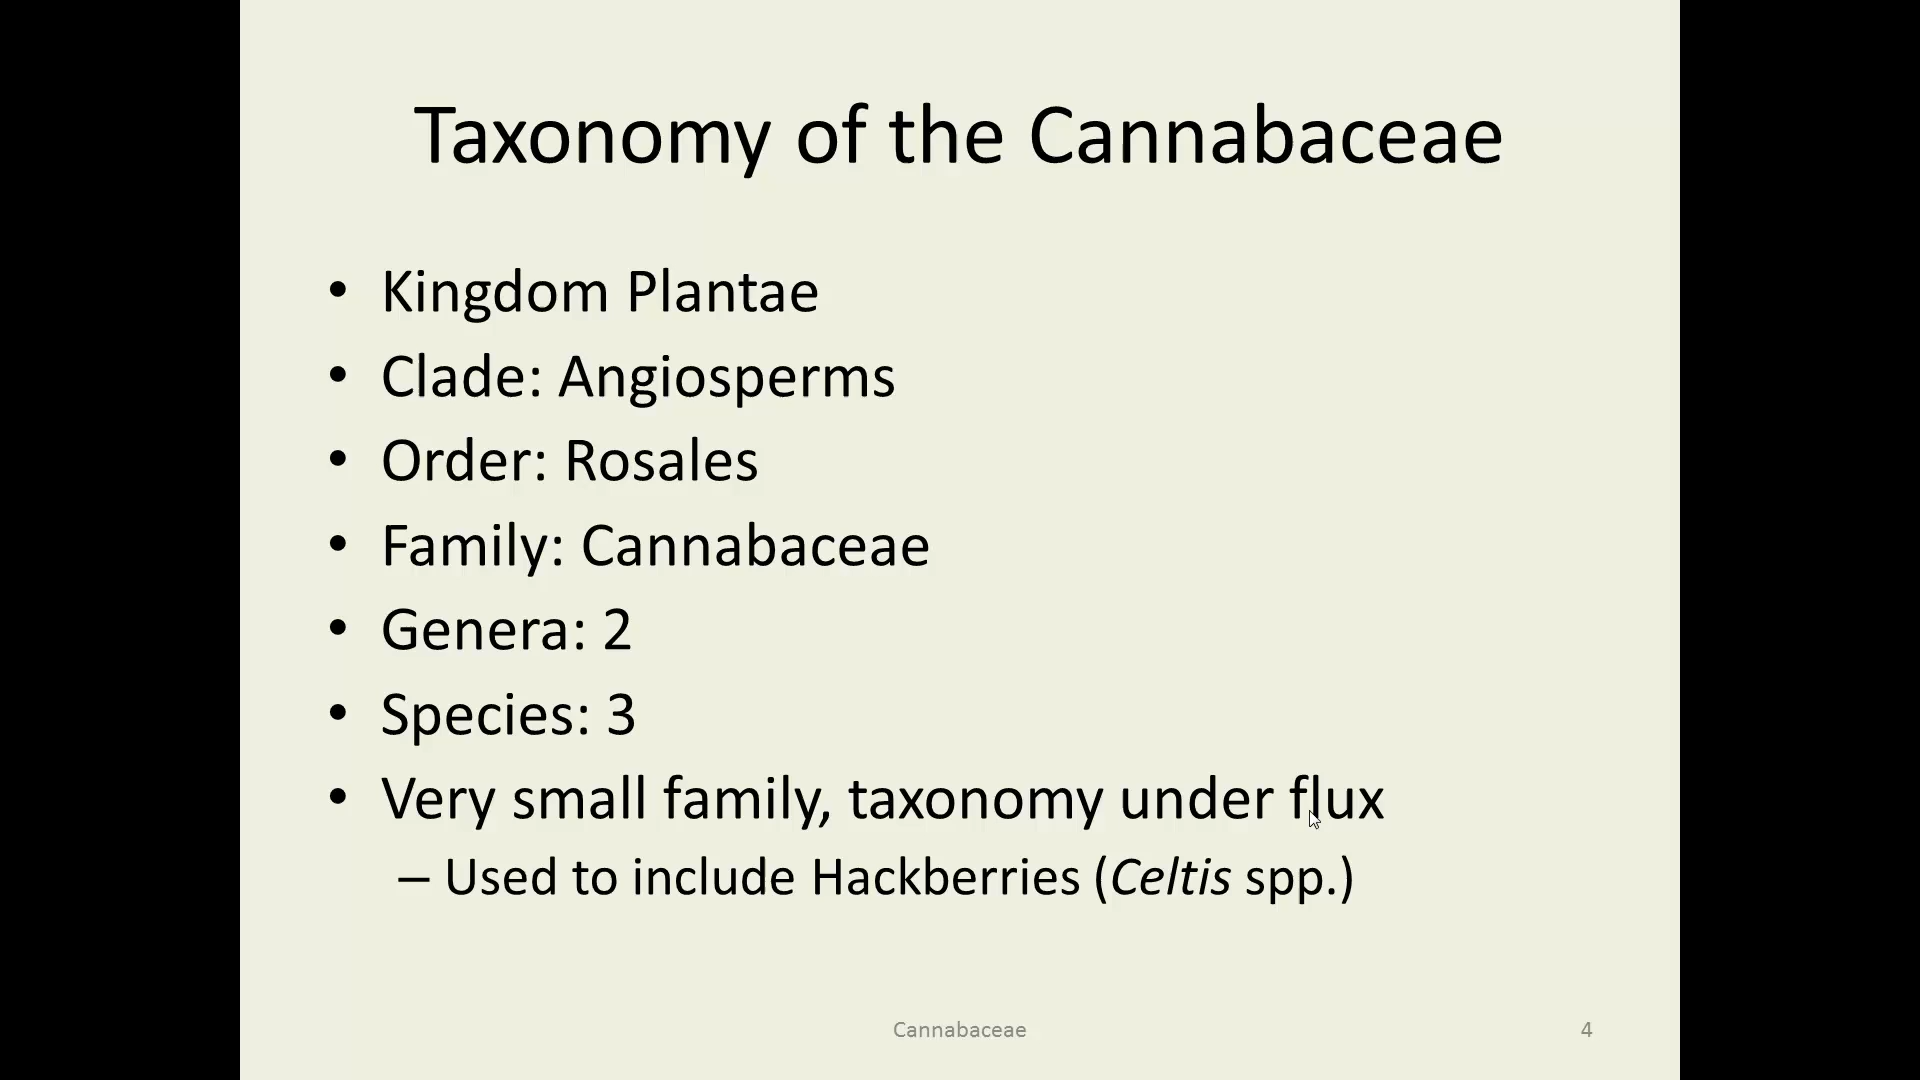 Taxonomy of the Cannabaceae
• Kingdom Plantae
• Clade: Angiosperms
• Order: Rosales
• Family: Cannabaceae
• Genera: 2
• Species: 3
• Very small family, taxonomy under flux
– Used to include Hackberries (Celtis spp.)
Cannabaceae
4